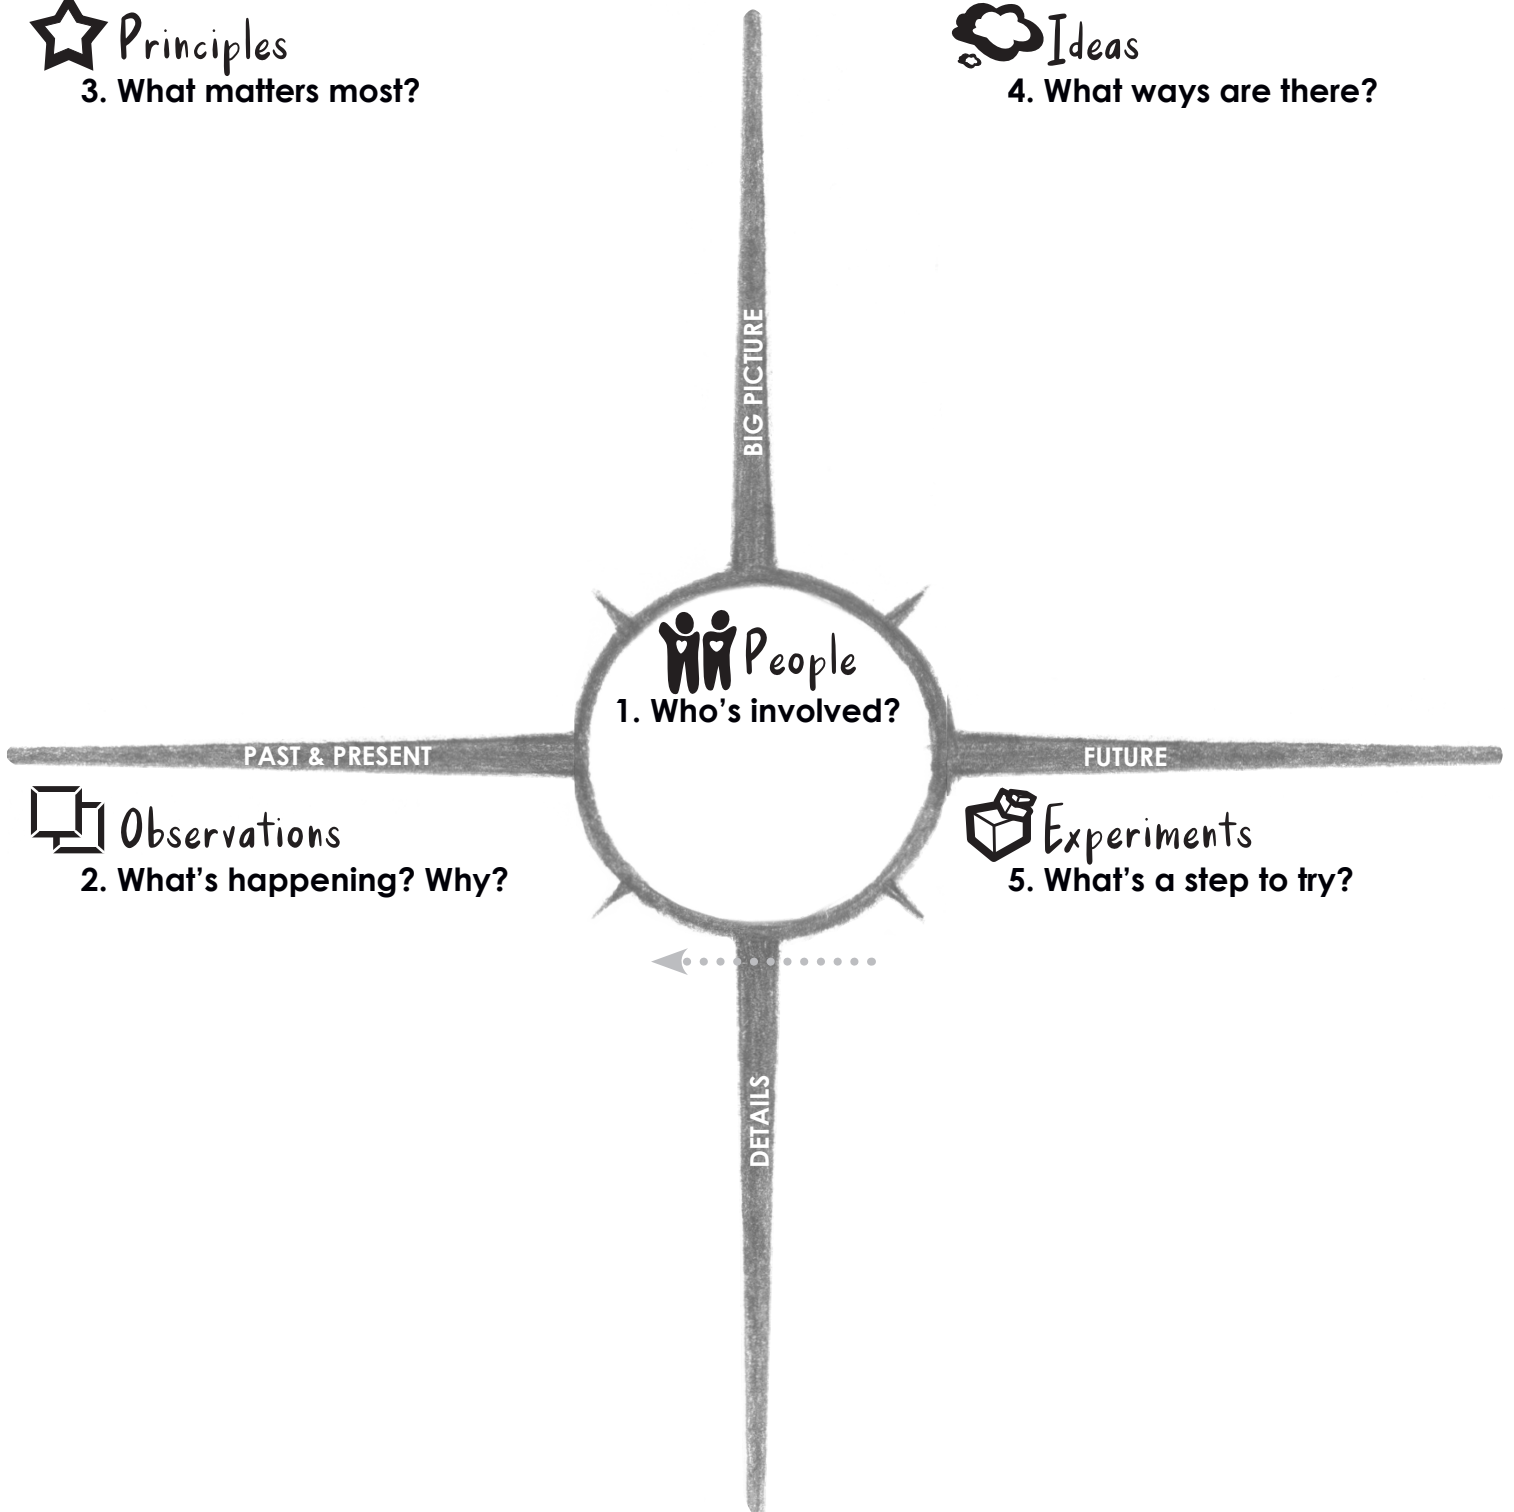 Principles
3. What matters most?
Ideas
4. What ways are there?
BIG PICTURE
People
1. Who’s involved?
PAST & PRESENT
FUTURE
Observations
2. What’s happening? Why?
Experiments
5. What’s a step to try?
DETAILS